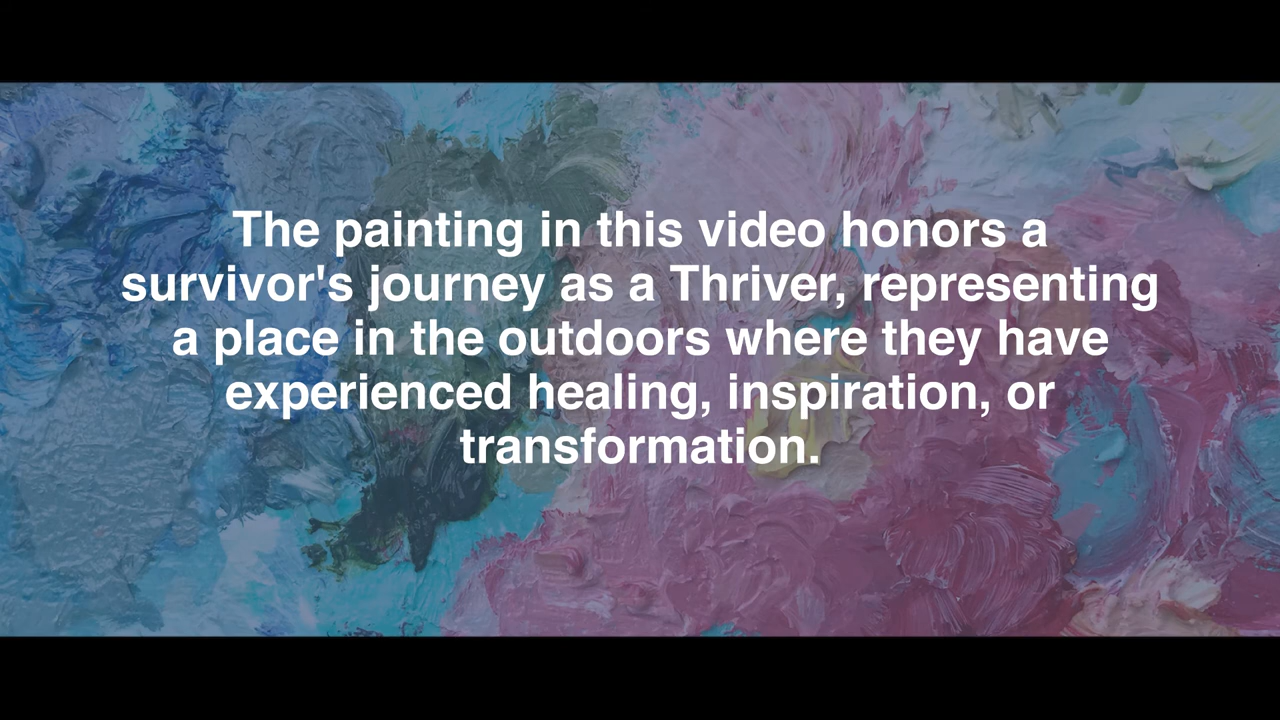 The painting in this video honors a
survivor's journey as a Thriver, representing
a place in the outdoors where they have
experienced healing, inspiration, or
transformation.